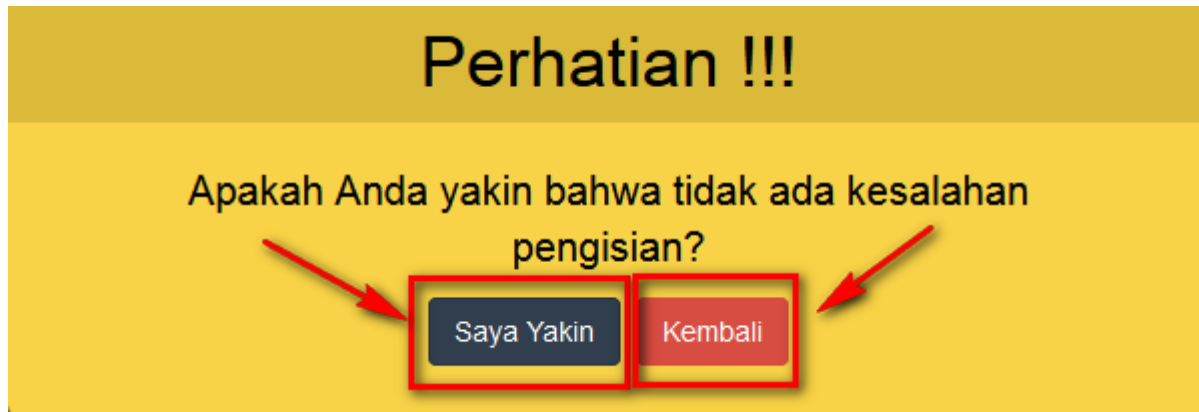 Perhatian !!!
Apakah Anda yakin bahwa tidak ada kesalahan
pengisian?
Saya Yakin
Kembali